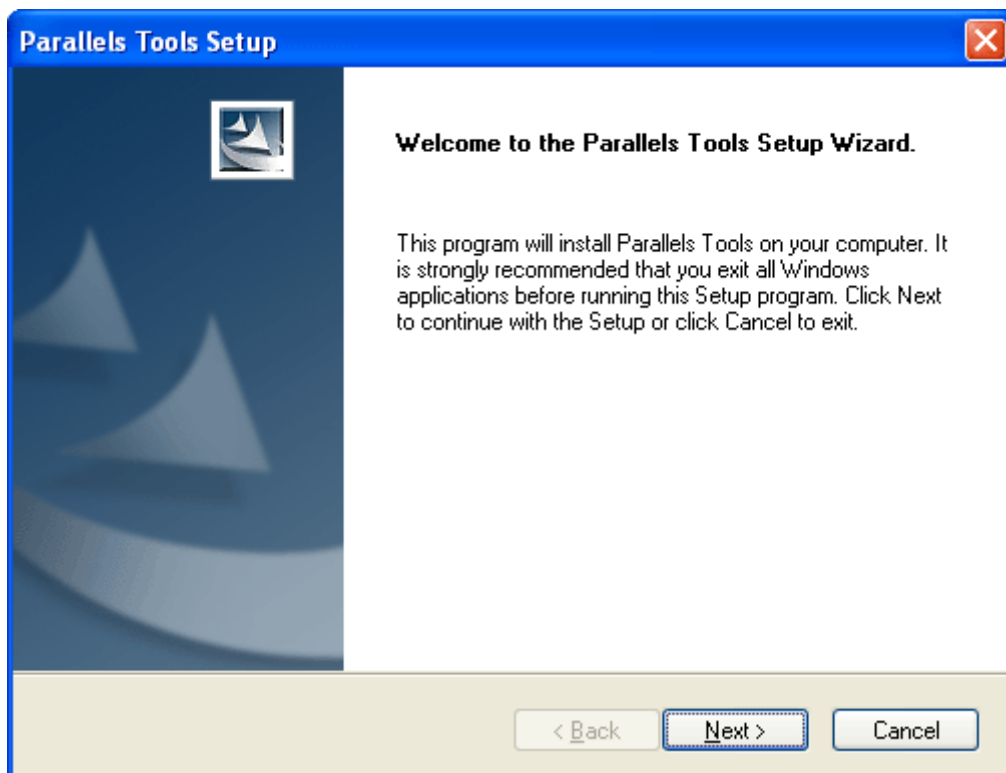 Parallels Tools Setup
Welcome to the Parallels Tools Setup Wizard.
This program will install Parallels Tools on your computer. It
is strongly recommended that you exit all Windows
applications before running this Setup program. Click Next
to continue with the Setup or click Cancel to exit.
< Back
Next >
Cancel